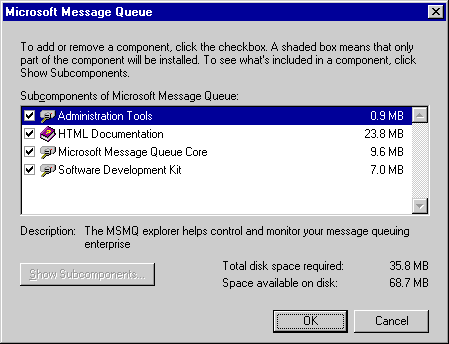 Microsoft Message Queue
To add or remove a component, click the checkbox. A shaded box means that only
part of the component will be installed. To see what's included in a component, click
Show Subcomponents.
Subcomponents of Microsoft Message Queue:
Administration Tools 0.9 MB
HTML Documentation 23.8 MB
Microsoft Message Queue Core 9.6 MB
Software Development Kit 7.0 MB
Description: The MSMQ explorer helps control and monitor your message queuing
enterprise
Show Subcomponents...
Total disk space required: 35.8 MB
Space available on disk: 68.7 MB
OK Cancel